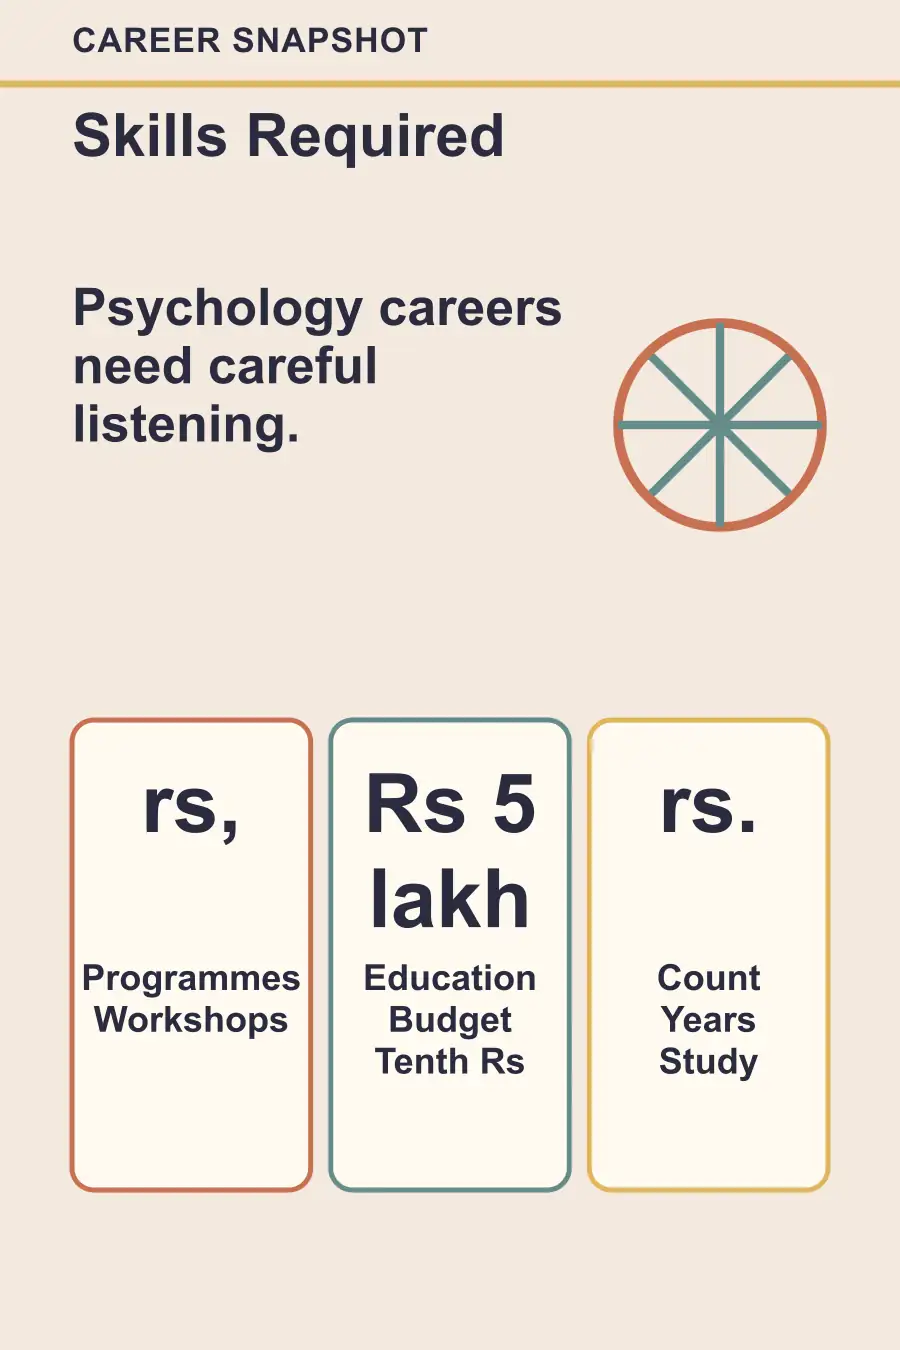 CAREER SNAPSHOT
Skills Required
Psychology careers
need careful
listening.
rs,
Programmes
Workshops
Rs 5
lakh
Education
Budget
Tenth Rs
rs.
Count
Years
Study